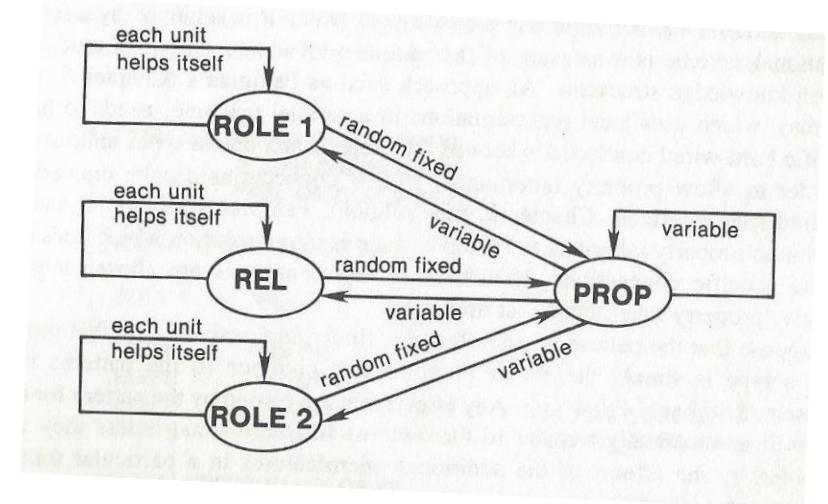 each unit
helps itself
ROLE 1
random fixed
variable
each unit
helps itself
REL
random fixed
variable
variable
PROP
each unit
helps itself
random fixed
variable
ROLE 2